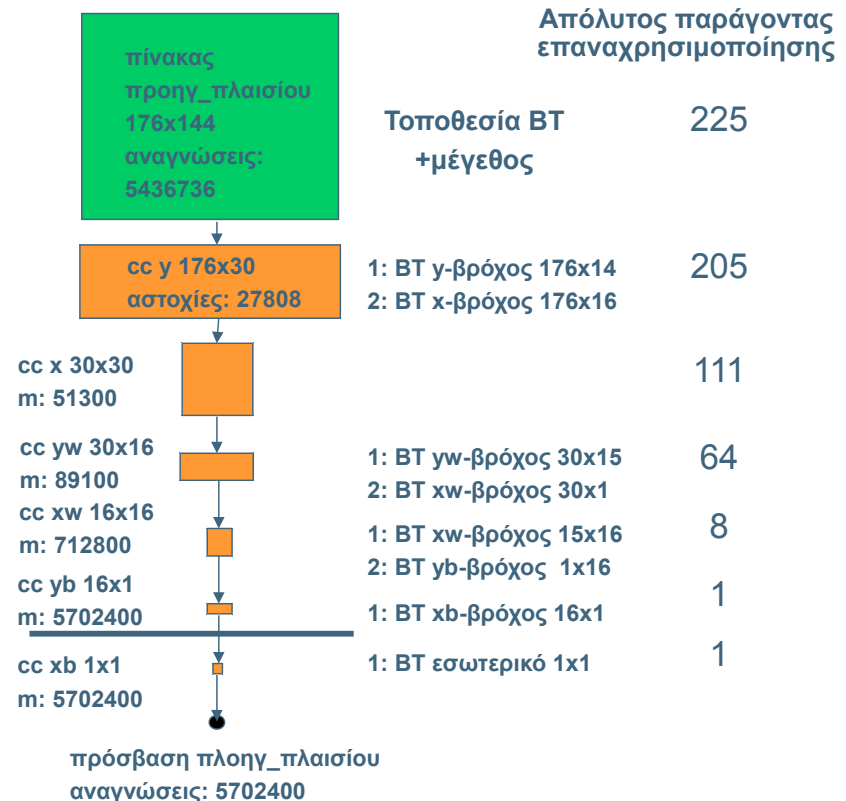 Απόλυτος παράγοντας
επαναχρησιμοποίησης
πίνακας
προηγ_πλαισίου
176x144
αναγνώσεις:
5436736
Τοποθεσία ΒΤ
+μέγεθος
225
cc y 176x30
αστοχίες: 27808
1: ΒΤ y-βρόχος 176x14
2: ΒΤ x-βρόχος 176x16
205
cc x 30x30
m: 51300
111
cc yw 30x16
m: 89100
1: ΒΤ yw-βρόχος 30x15
2: ΒΤ xw-βρόχος 30x1
64
cc xw 16x16
m: 712800
1: ΒΤ xw-βρόχος 15x16
2: ΒΤ yb-βρόχος 1x16
8
cc yb 16x1
m: 5702400
1: ΒΤ xb-βρόχος 16x1
1
cc xb 1x1
m: 5702400
1: ΒΤ εσωτερικό 1x1
1
πρόσβαση πλοηγ_πλαισίου
αναγνώσεις: 5702400